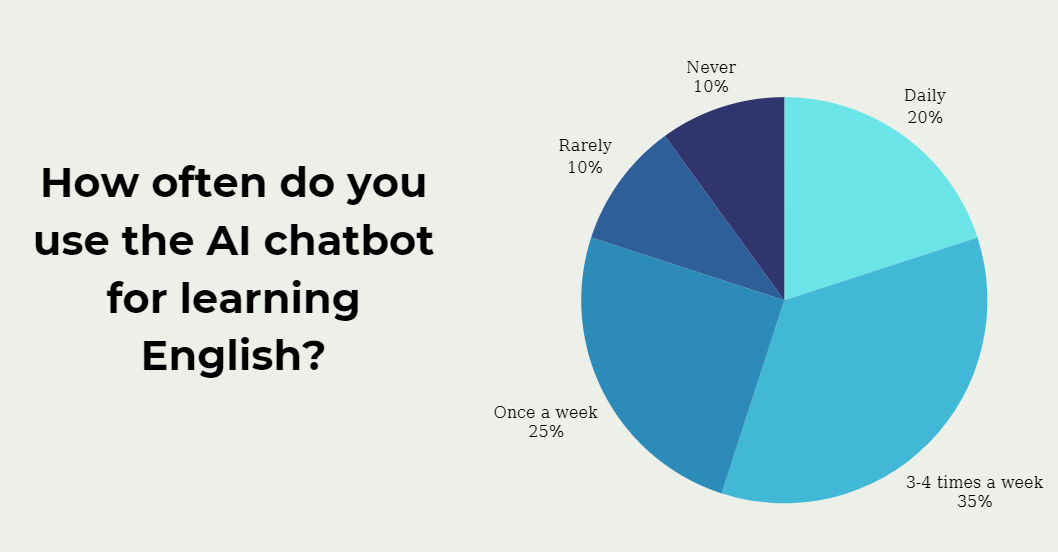 How often do you
use the AI chatbot
for learning
English?
Never
10%
Daily
20%
Rarely
10%
Once a week
25%
3-4 times a week
35%